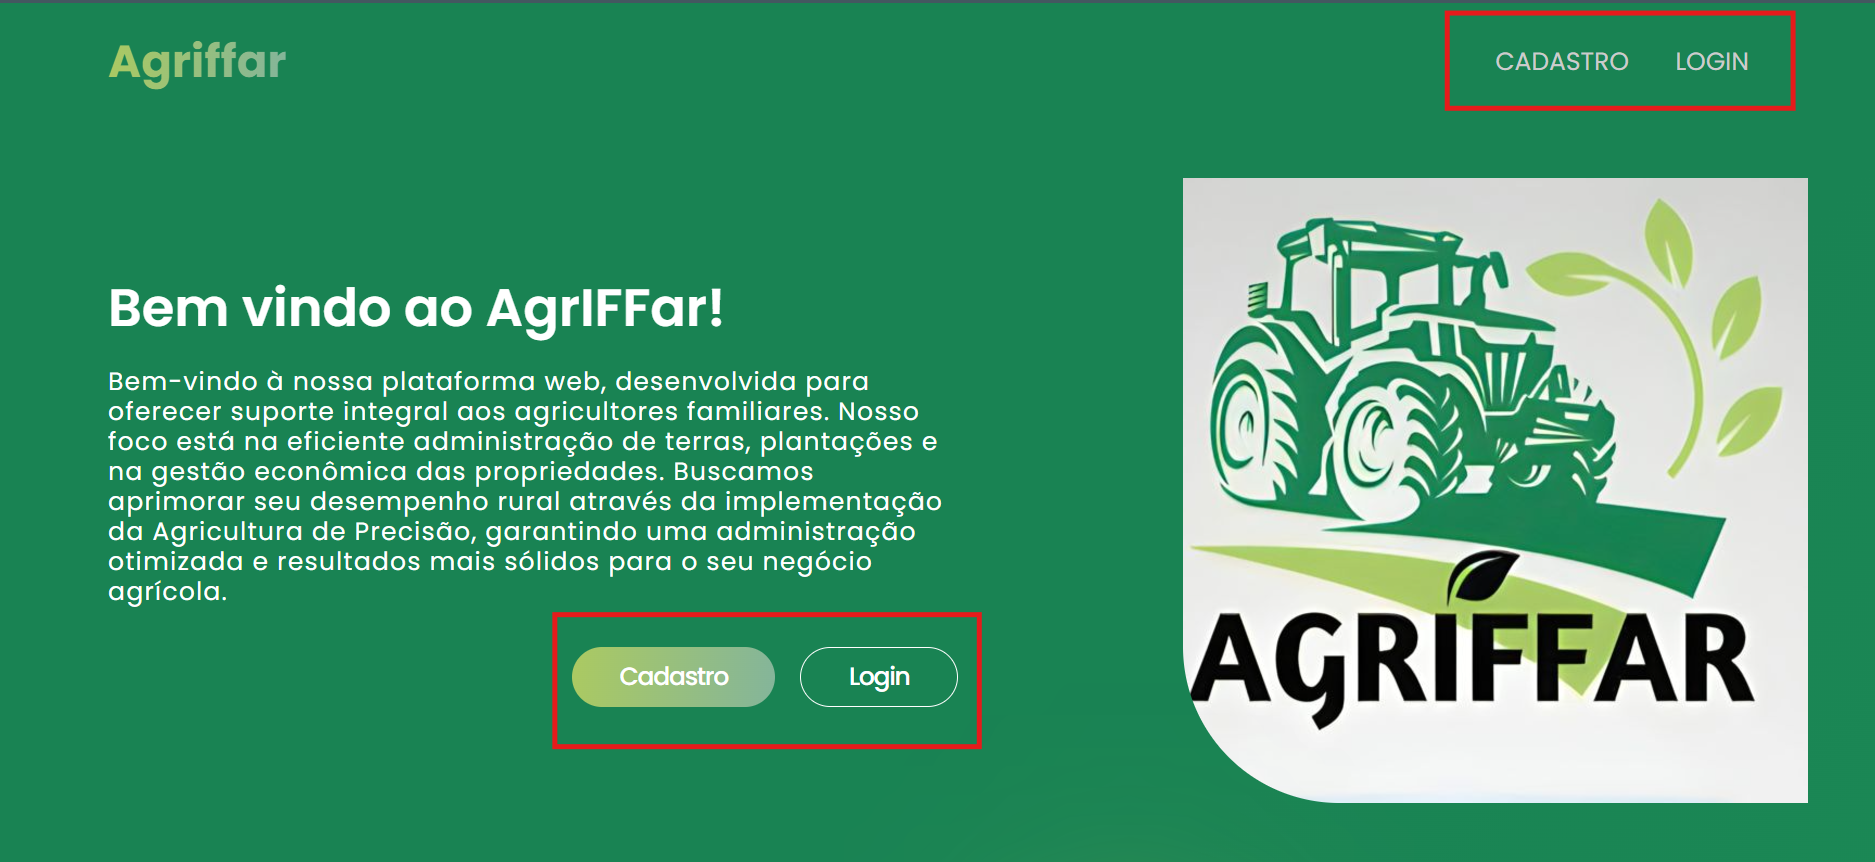 Agriffar
CADASTRO LOGIN
Bem vindo ao AgrIFFar!
Bem-vindo à nossa plataforma web, desenvolvida para
oferecer suporte integral aos agricultores familiares. Nosso
foco está na eficiente administração de terras, plantações e
na gestão econômica das propriedades. Buscamos
aprimorar seu desempenho rural através da implementação
da Agricultura de Precisão, garantindo uma administração
otimizada e resultados mais sólidos para o seu negócio
agrícola.
Cadastro Login
AGRIFFAR